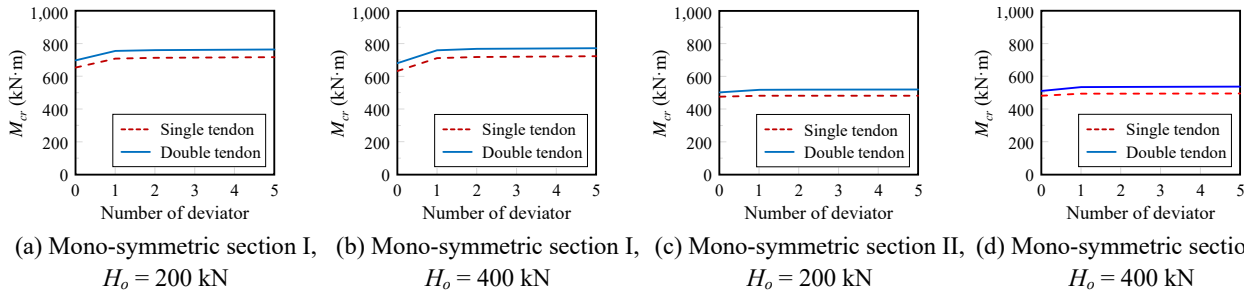 1,000
800
600
400
200
0
M_cr (kN·m)
Single tendon
Double tendon
0 1 2 3 4 5
Number of deviator
(a) Mono-symmetric section I,
H_o = 200 kN
1,000
800
600
400
200
0
M_cr (kN·m)
Single tendon
Double tendon
0 1 2 3 4 5
Number of deviator
(b) Mono-symmetric section I,
H_o = 400 kN
1,000
800
600
400
200
0
M_cr (kN·m)
Single tendon
Double tendon
0 1 2 3 4 5
Number of deviator
(c) Mono-symmetric section II,
H_o = 200 kN
1,000
800
600
400
200
0
M_cr (kN·m)
Single tendon
Double tendon
0 1 2 3 4 5
Number of deviator
(d) Mono-symmetric sectio
H_o = 400 kN